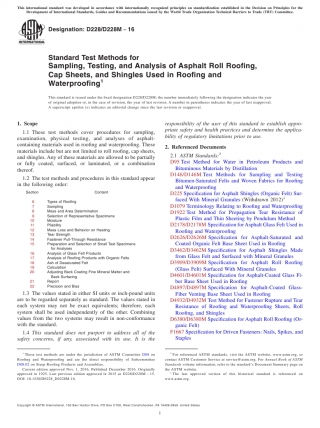 This international standard was developed in accordance with internationally recognized principles on standardization established in the Decision on Principles for the
Development of International Standards, Guides and Recommendations issued by the World Trade Organization Technical Barriers to Trade (TBT) Committee.
Designation: D228/D228M – 16
INTERNATIONAL
Standard Test Methods for
Sampling, Testing, and Analysis of Asphalt Roll Roofing,
Cap Sheets, and Shingles Used in Roofing and
Waterproofing¹
This standard is issued under the fixed designation D228/D228M; the number immediately following the designation indicates the year
of original adoption or, in the case of revision, the year of last revision. A number in parentheses indicates the year of last reapproval.
A superscript epsilon (ε) indicates an editorial change since the last revision or reapproval.
1. Scope
1.1 These test methods cover procedures for sampling,
examination, physical testing, and analyses of asphalt-
containing materials used in roofing and waterproofing. These
materials include but are not limited to roll roofing, cap sheets,
and shingles. Any of these materials are allowed to be partially
or fully coated, surfaced, or laminated, or a combination
thereof.
1.2 The test methods and procedures in this standard appear
in the following order:
Section Content
6 Types of Roofing
7 Sampling
8 Mass and Area Determination
9 Selection of Representative Specimens
10 Moisture
11 Pliability
12 Mass Loss and Behavior on Heating
13 Tear Strength
14 Fastener Pull-Through Resistance
15 Preparation and Selection of Small Test Specimens
for Analysis
16 Analysis of Glass Felt Products
17 Analysis of Roofing Products with Organic Felts
18 Ash of Desaturated Felt
19 Calculation
20 Adjusting Back Coating Fine Mineral Matter and
Back Surfacing
21 Report
22 Precision and Bias
1.3 The values stated in either SI units or inch-pound units
are to be regarded separately as standard. The values stated in
each system may not be exact equivalents; therefore, each
system shall be used independently of the other. Combining
values from the two systems may result in non-conformance
with the standard.
1.4 This standard does not purport to address all of the
safety concerns, if any, associated with its use. It is the
responsibility of the user of this standard to establish appro-
priate safety and health practices and determine the applica-
bility of regulatory limitations prior to use.
2. Referenced Documents
2.1 ASTM Standards:²
D95 Test Method for Water in Petroleum Products and
Bituminous Materials by Distillation
D146/D146M Test Methods for Sampling and Testing
Bitumen-Saturated Felts and Woven Fabrics for Roofing
and Waterproofing
D225 Specification for Asphalt Shingles (Organic Felt) Sur-
faced With Mineral Granules (Withdrawn 2012)³
D1079 Terminology Relating to Roofing and Waterproofing
D1922 Test Method for Propagation Tear Resistance of
Plastic Film and Thin Sheeting by Pendulum Method
D2178/D2178M Specification for Asphalt Glass Felt Used in
Roofing and Waterproofing
D2626/D2626M Specification for Asphalt-Saturated and
Coated Organic Felt Base Sheet Used in Roofing
D3462/D3462M Specification for Asphalt Shingles Made
from Glass Felt and Surfaced with Mineral Granules
D3909/D3909M Specification for Asphalt Roll Roofing
(Glass Felt) Surfaced With Mineral Granules
D4601/D4601M Specification for Asphalt-Coated Glass Fi-
ber Base Sheet Used in Roofing
D4897/D4897M Specification for Asphalt-Coated Glass-
Fiber Venting Base Sheet Used in Roofing
D4932/D4932M Test Method for Fastener Rupture and Tear
Resistance of Roofing and Waterproofing Sheets, Roll
Roofing, and Shingles
D6380/D6380M Specification for Asphalt Roll Roofing (Or-
ganic Felt)
F1667 Specification for Driven Fasteners: Nails, Spikes, and
Staples
¹ These test methods are under the jurisdiction of ASTM Committee D08 on
Roofing and Waterproofing and are the direct responsibility of Subcommittee
D08.02 on Steep Roofing Products and Assemblies.
Current edition approved Nov. 1, 2016. Published December 2016. Originally
approved in 1925. Last previous edition approved in
² For referenced ASTM standards, visit the ASTM website, www.astm.org, or
contact ASTM Customer Service at service@astm.org. For Annual Book of ASTM
Standards volume information, refer to the standard's Document Summary page on
the ASTM website.
³ The last approved version of this historical standard is referenced on
www.astm.org.
Copyright © ASTM International, 100 Barr Harbor Drive, PO Box C700, West Conshohocken, PA 19428-2959. United States
1